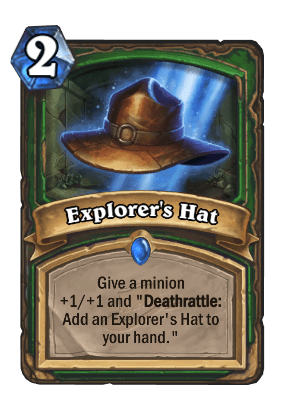 2
Explorer's Hat
Give a minion
+1/+1 and "Deathrattle:
Add an Explorer's Hat to
your hand."